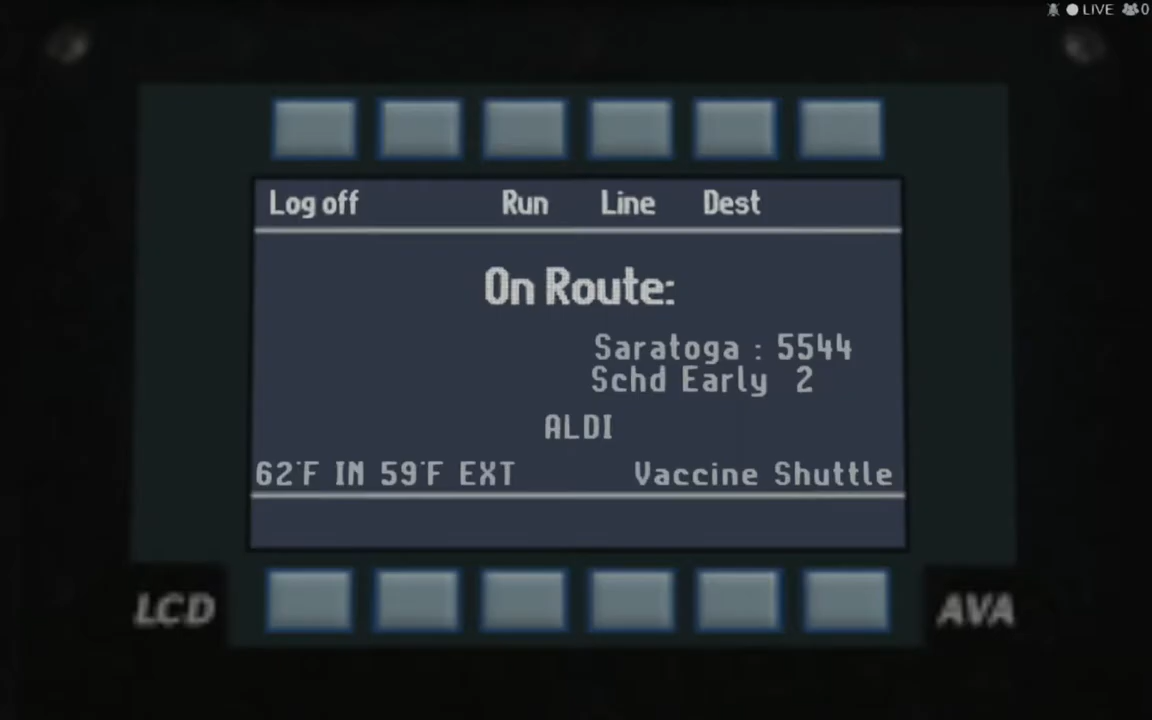 LIVE 0
Log off Run Line Dest
On Route:
Saratoga : 5544
Schd Early 2
ALDI
62°F IN 59°F EXT Vaccine Shuttle
LCD AVA